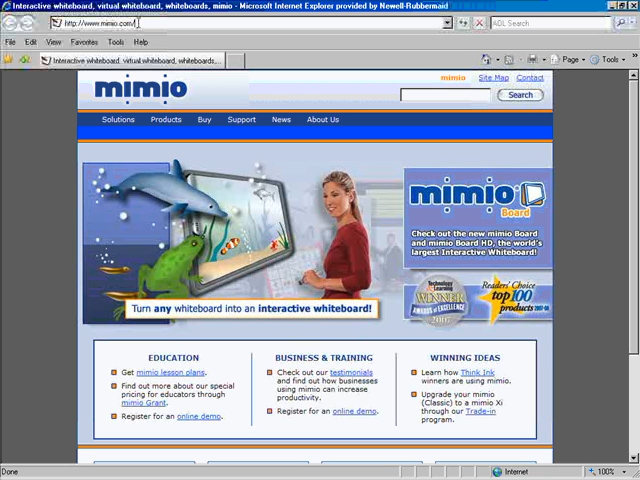 Interactive whiteboard, virtual whiteboard, whiteboards, mimio - Microsoft Internet Explorer provided by Newell-Rubbermaid
http://www.mimio.com/
AOL Search
File Edit View Favorites Tools Help
Interactive whiteboard, virtual whiteboard, whiteboards,...
Page Tools
mimio
mimio Site Map Contact
Search
Solutions Products Buy Support News About Us
mimio
Board
Check out the new mimio Board
and mimio Board HD, the world's
largest Interactive Whiteboard!
Technology & Learning
WINNER
AWARDS of EXCELLENCE
2007
Readers' Choice
top 100
products 2007-08
Turn any whiteboard into an interactive whiteboard!
EDUCATION
Get mimio lesson plans.
Find out more about our special
pricing for educators through
mimio Grant.
Register for an online demo.
BUSINESS & TRAINING
Check out our testimonials
and find out how businesses
using mimio can increase
productivity.
Register for an online demo.
WINNING IDEAS
Learn how Think Ink
winners are using mimio.
Upgrade your mimio
(Classic) to a mimio Xi
through our Trade-in
program.
Done
Internet
100%